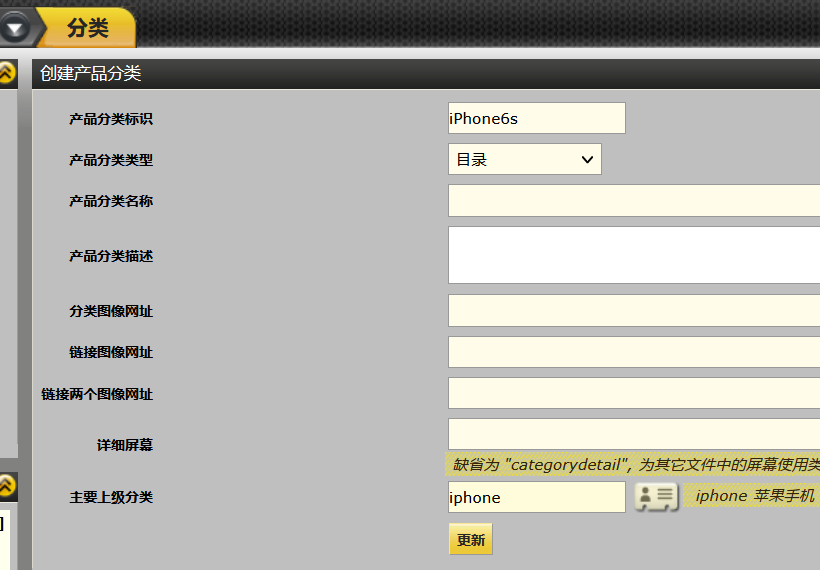 分类
创建产品分类
产品分类标识 iPhone6s
产品分类类型 目录
产品分类名称
产品分类描述
分类图像网址
链接图像网址
链接两个图像网址
详细屏幕
缺省为 "categorydetail", 为其它文件中的屏幕使用类
主要上级分类 iphone iphone 苹果手机
更新
]